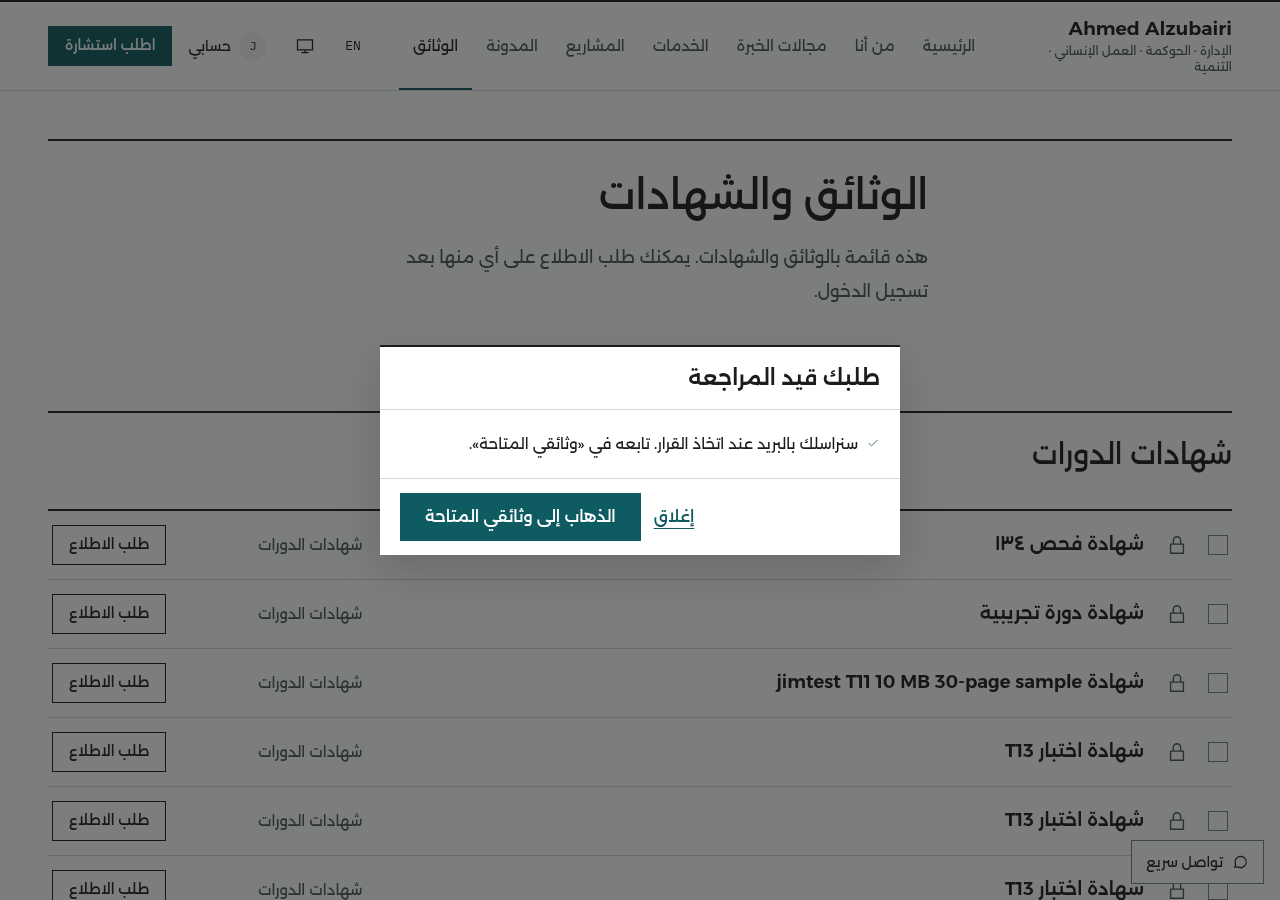 Ahmed Alzubairi
الإدارة · الحوكمة · العمل الإنساني ·
التنمية
الرئيسية
من أنا
مجالات الخبرة
الخدمات
المشاريع
المدونة
الوثائق
EN
J
حسابي
اطلب استشارة
الوثائق والشهادات
هذه قائمة بالوثائق والشهادات. يمكنك طلب الاطلاع على أي منها بعد
تسجيل الدخول.
طلبك قيد المراجعة
سنراسلك بالبريد عند اتخاذ القرار. تابعه في «وثائقي المتاحة».
إغلاق
الذهاب إلى وثائقي المتاحة
شهادات الدورات
شهادة فحص ١٣٤
شهادات الدورات
طلب الاطلاع
شهادة دورة تجريبية
شهادات الدورات
طلب الاطلاع
شهادة jimtest T11 10 MB 30-page sample
شهادات الدورات
طلب الاطلاع
شهادة اختبار T13
شهادات الدورات
طلب الاطلاع
شهادة اختبار T13
شهادات الدورات
طلب الاطلاع
شهادة اختبار T13
شهادات الدورات
طلب الاطلاع
تواصل سريع